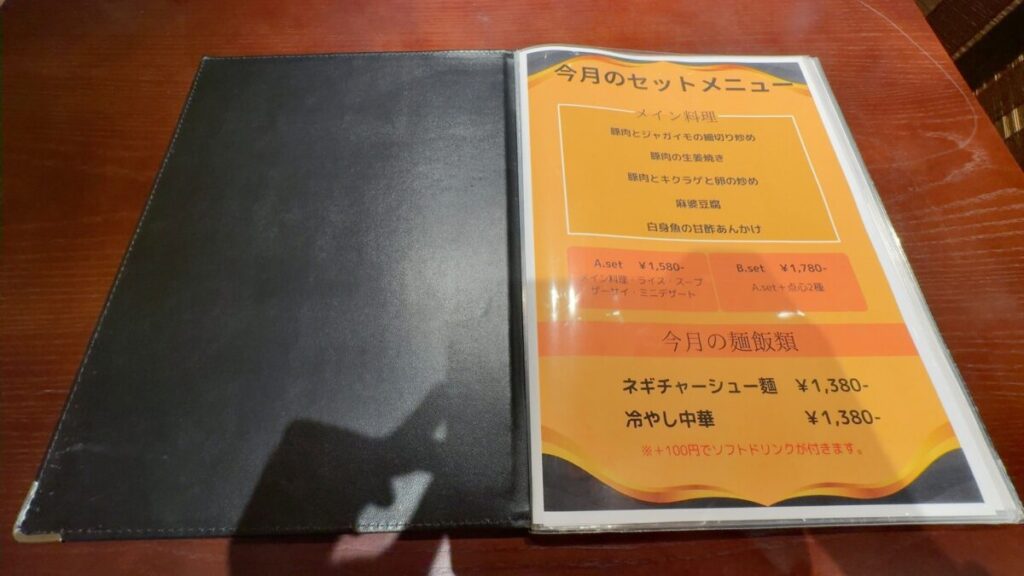 今月のセットメニュー
メイン料理
豚肉とジャガイモの細切り炒め
豚肉の生姜焼き
豚肉とキクラゲと卵の炒め
麻婆豆腐
白身魚の甘酢あんかけ
A.set ￥1,580-
メイン料理・ライス・スープ
ザーサイ・ミニデザート
B.set ￥1,780-
A.set＋点心2種
今月の麺飯類
ネギチャーシュー麺 ￥1,380-
冷やし中華 ￥1,380-
※＋100円でソフトドリンクが付きます。